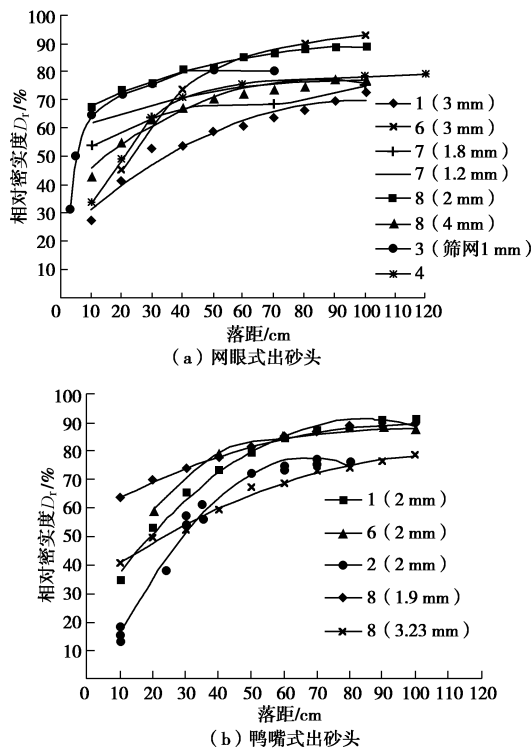 相对密实度Dr/%
100
90
80
70
60
50
40
30
20
10
0 10 20 30 40 50 60 70 80 90 100 110 120
落距/cm
1（3 mm）
6（3 mm）
7（1.8 mm）
7（1.2 mm）
8（2 mm）
8（4 mm）
3（筛网1 mm）
4
（a）网眼式出砂头
相对密实度Dr/%
100
90
80
70
60
50
40
30
20
10
0 10 20 30 40 50 60 70 80 90 100 110 120
落距/cm
1（2 mm）
6（2 mm）
2（2 mm）
8（1.9 mm）
8（3.23 mm）
（b）鸭嘴式出砂头